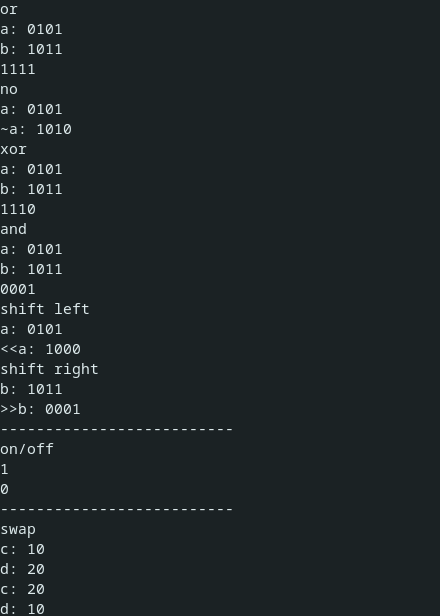 or
a: 0101
b: 1011
1111
no
a: 0101
~a: 1010
xor
a: 0101
b: 1011
1110
and
a: 0101
b: 1011
0001
shift left
a: 0101
<<a: 1000
shift right
b: 1011
>>b: 0001
--------------------------
on/off
1
0
--------------------------
swap
c: 10
d: 20
c: 20
d: 10